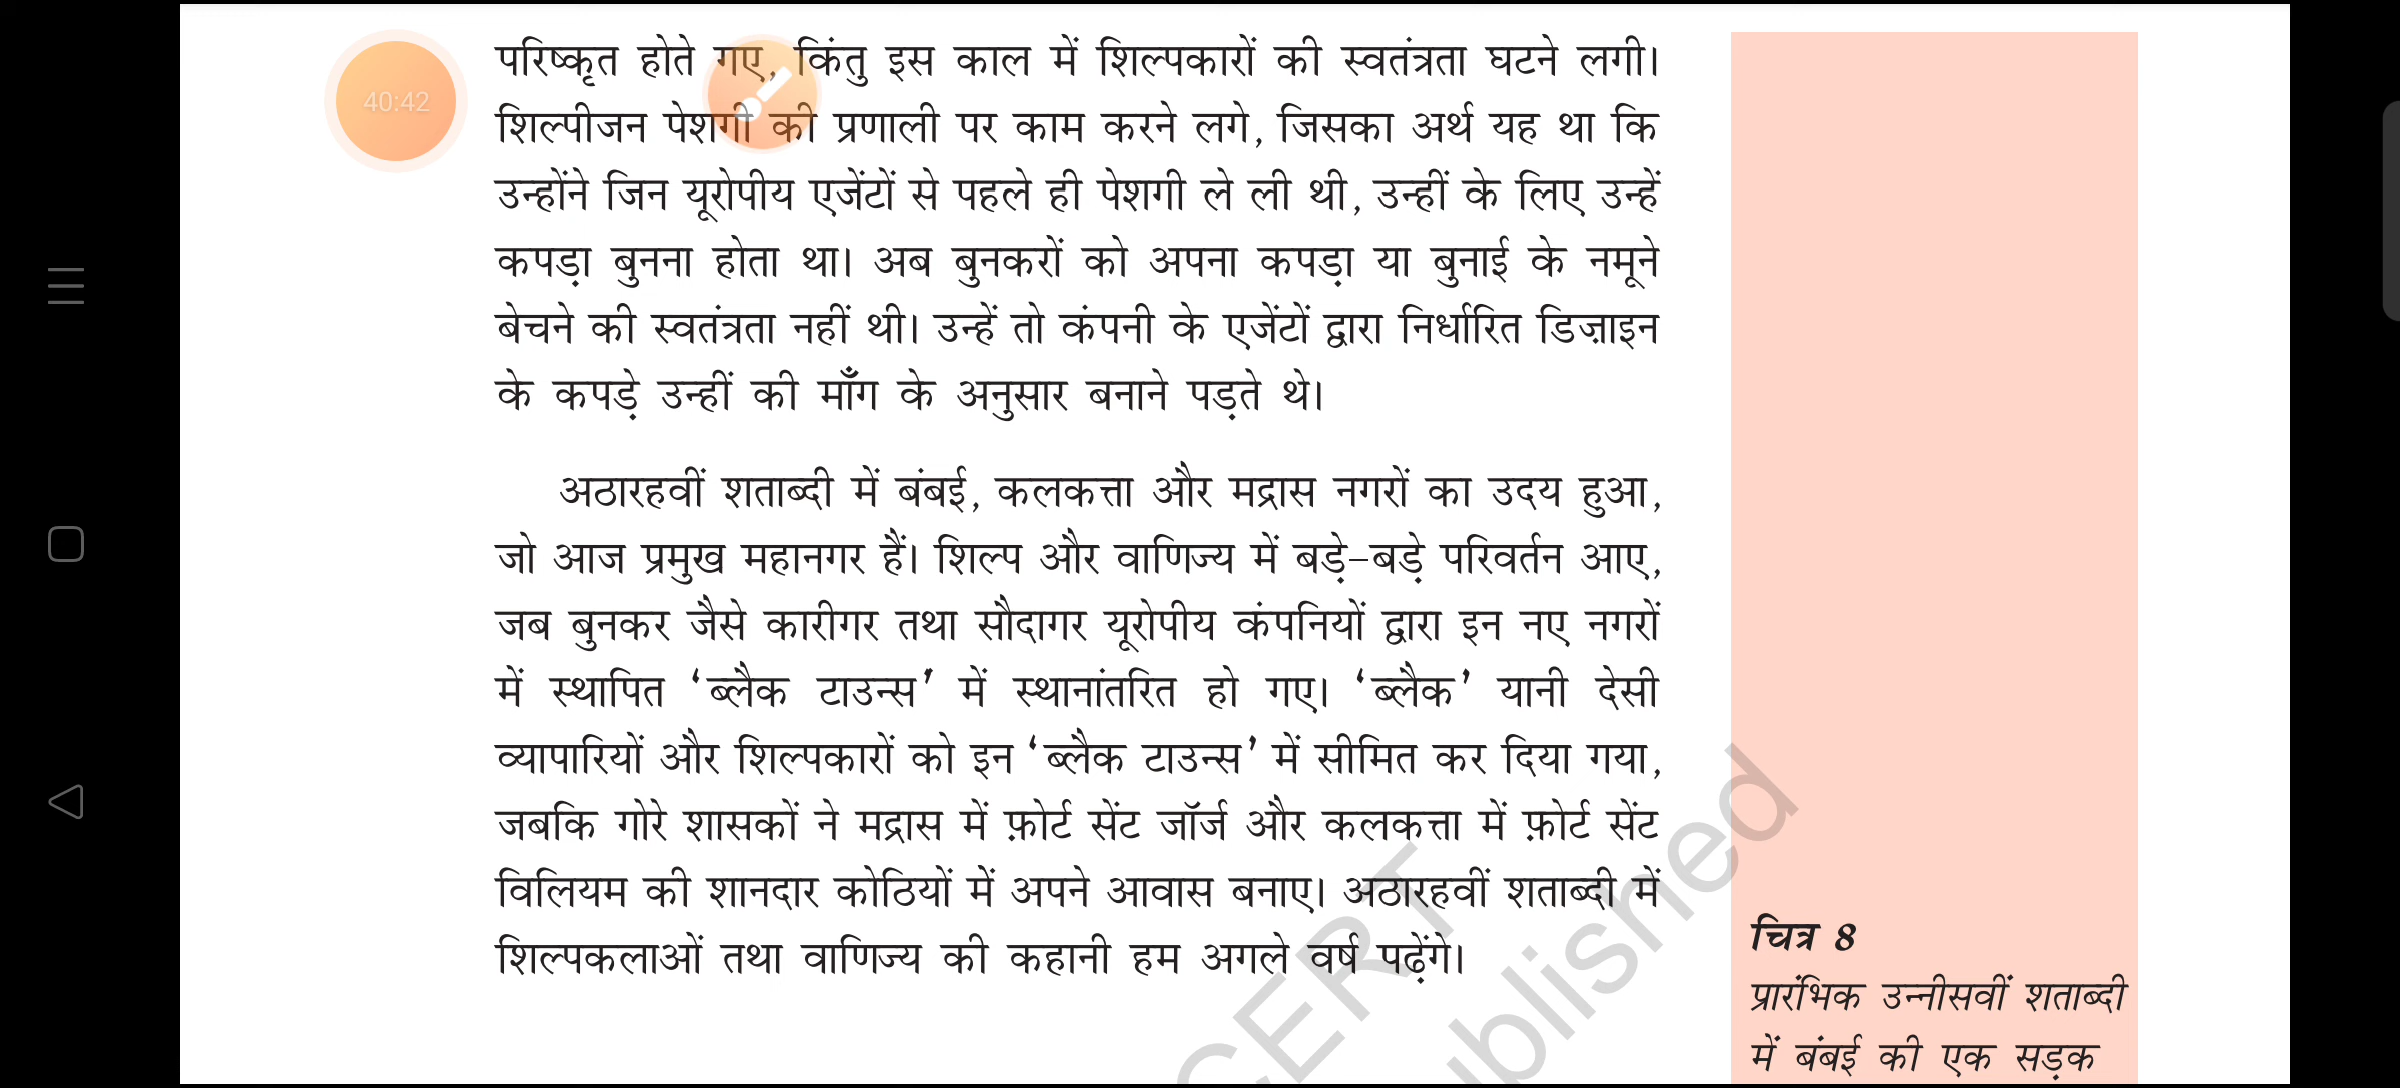 40:42
परिष्कृत होते गए, किंतु इस काल में शिल्पकारों की स्वतंत्रता घटने लगी।
शिल्पीजन पेशगी की प्रणाली पर काम करने लगे, जिसका अर्थ यह था कि
उन्होंने जिन यूरोपीय एजेंटों से पहले ही पेशगी ले ली थी, उन्हीं के लिए उन्हें
कपड़ा बुनना होता था। अब बुनकरों को अपना कपड़ा या बुनाई के नमूने
बेचने की स्वतंत्रता नहीं थी। उन्हें तो कंपनी के एजेंटों द्वारा निर्धारित डिज़ाइन
के कपड़े उन्हीं की माँग के अनुसार बनाने पड़ते थे।
अठारहवीं शताब्दी में बंबई, कलकत्ता और मद्रास नगरों का उदय हुआ,
जो आज प्रमुख महानगर हैं। शिल्प और वाणिज्य में बड़े-बड़े परिवर्तन आए,
जब बुनकर जैसे कारीगर तथा सौदागर यूरोपीय कंपनियों द्वारा इन नए नगरों
में स्थापित ‘ब्लैक टाउन्स’ में स्थानांतरित हो गए। ‘ब्लैक’ यानी देसी
व्यापारियों और शिल्पकारों को इन ‘ब्लैक टाउन्स’ में सीमित कर दिया गया,
जबकि गोरे शासकों ने मद्रास में फ़ोर्ट सेंट जॉर्ज और कलकत्ता में फ़ोर्ट सेंट
विलियम की शानदार कोठियों में अपने आवास बनाए। अठारहवीं शताब्दी में
शिल्पकलाओं तथा वाणिज्य की कहानी हम अगले वर्ष पढ़ेंगे।
चित्र 8
प्रारंभिक उन्नीसवीं शताब्दी
में बंबई की एक सड़क